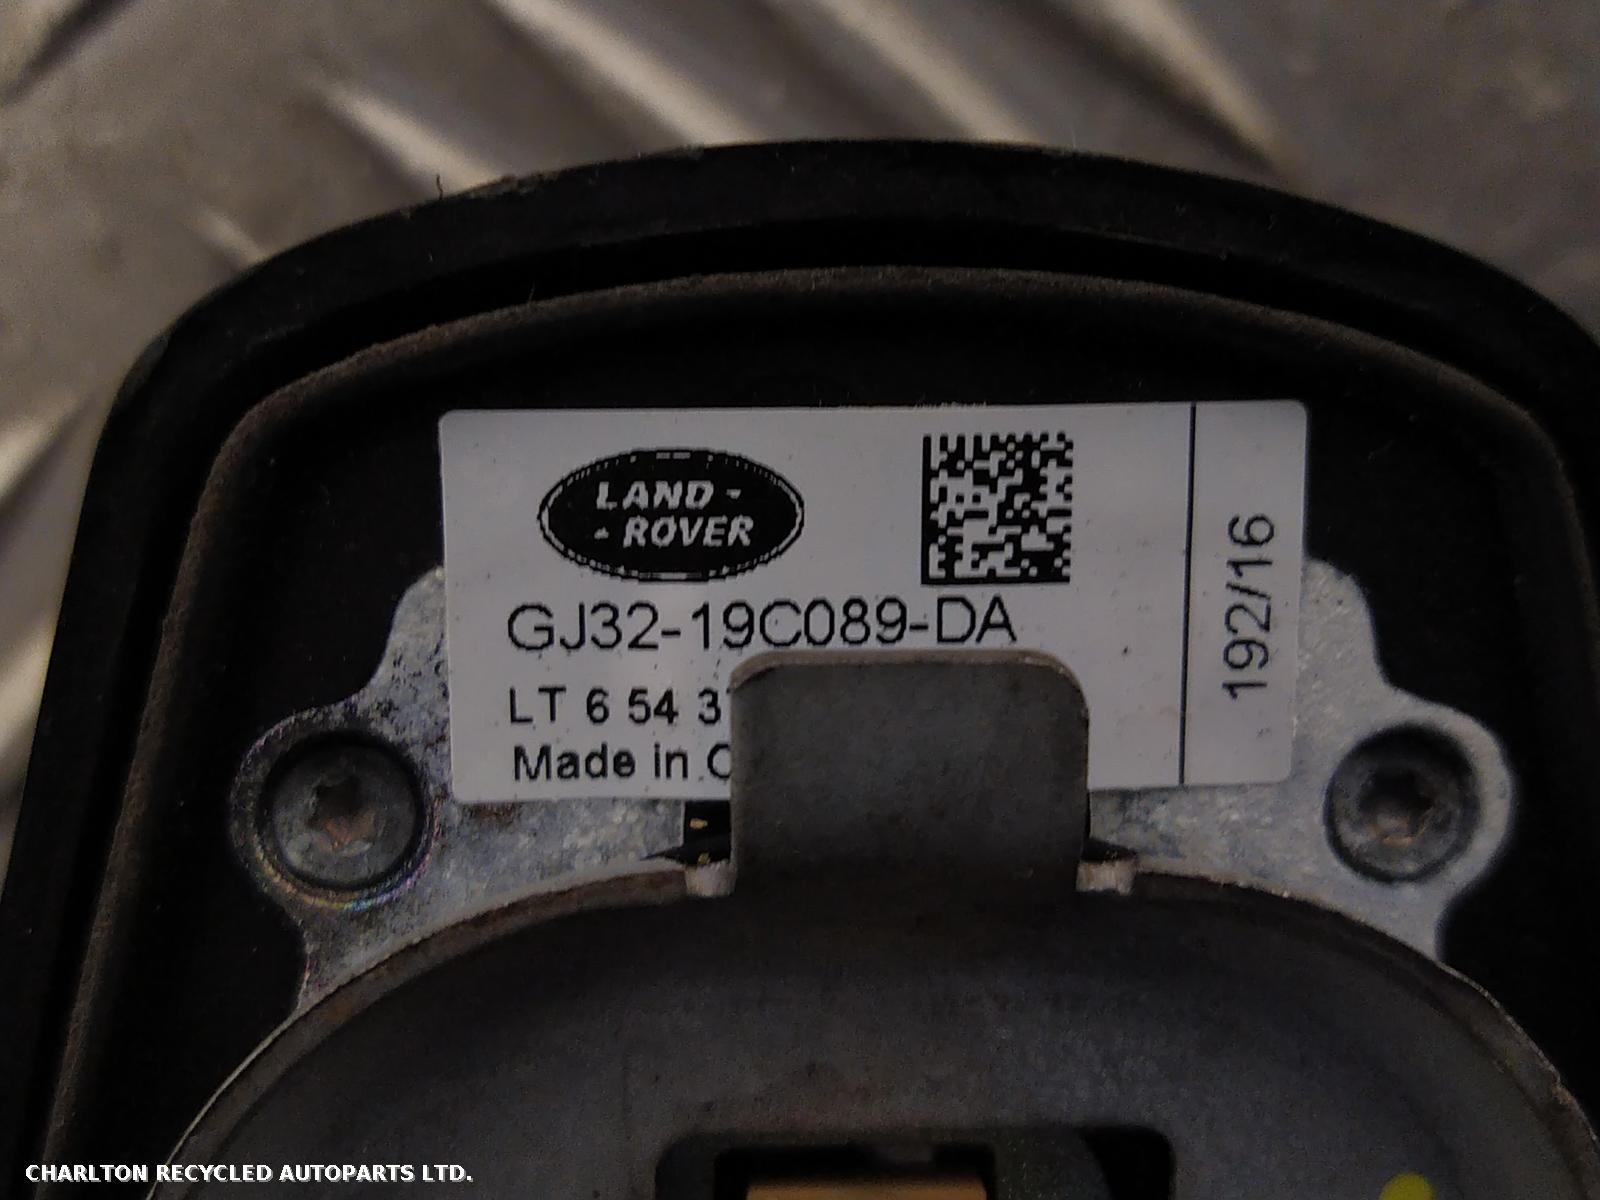 LAND -
- ROVER
GJ32-19C089-DA
LT 6 54 3
Made in
192/16
CHARLTON RECYCLED AUTOPARTS LTD.